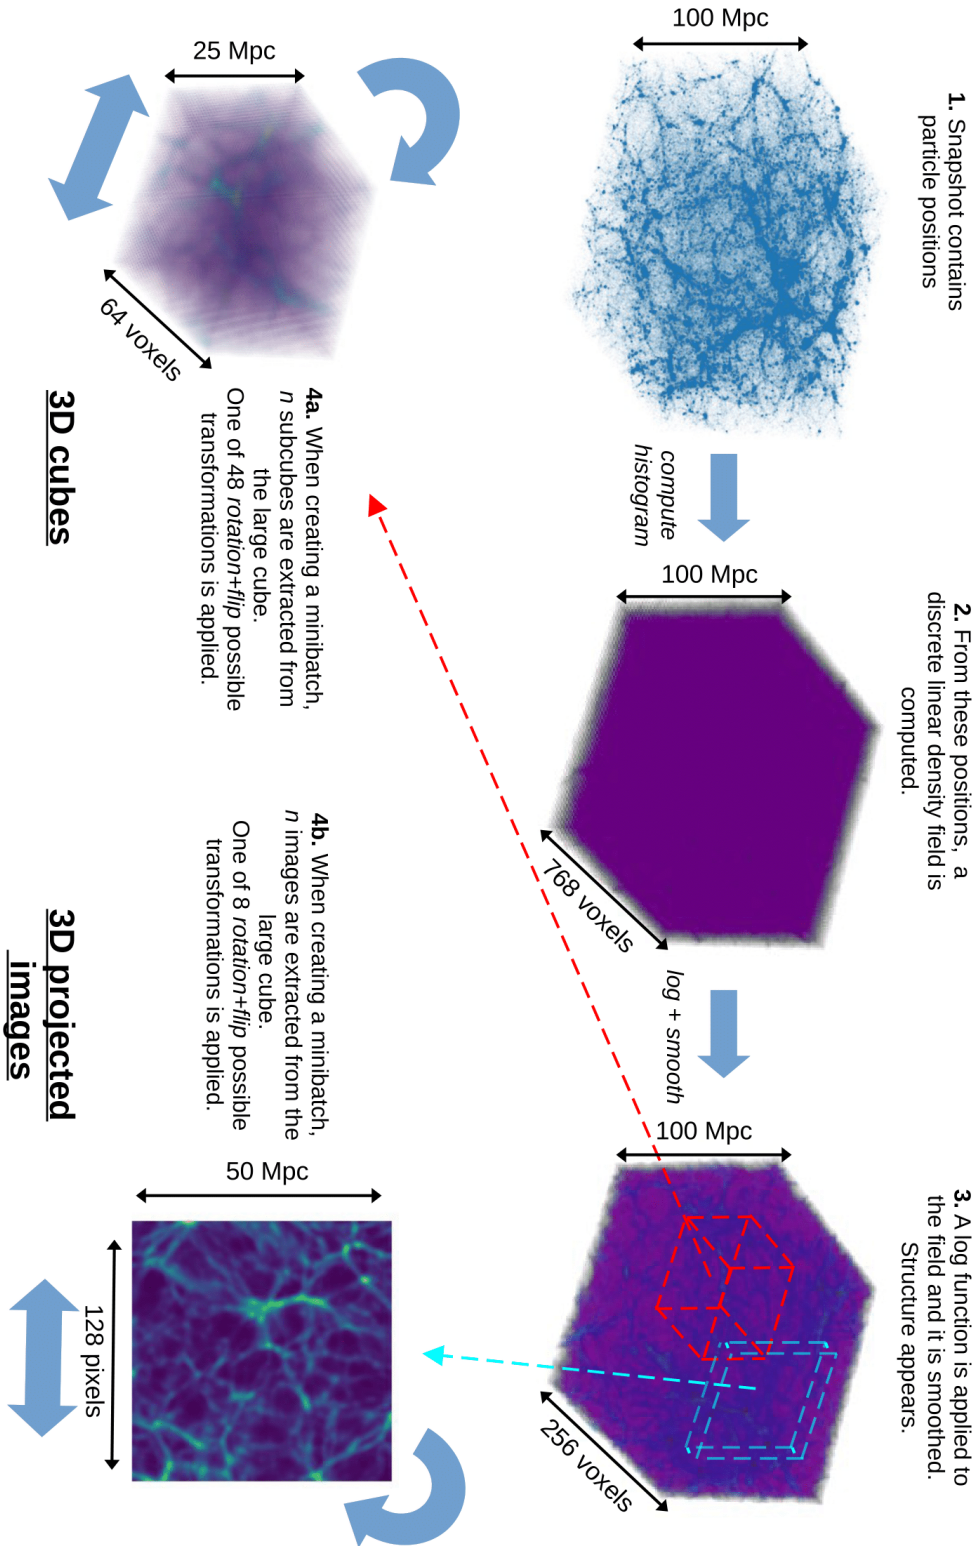 1. Snapshot contains
particle positions
100 Mpc
compute
histogram
2. From these positions, a
discrete linear density field is
computed.
100 Mpc
768 voxels
log + smooth
3. A log function is applied to
the field and it is smoothed.
Structure appears.
100 Mpc
256 voxels
25 Mpc
64 voxels
4a. When creating a minibatch,
n subcubes are extracted from
the large cube.
One of 48 rotation+flip possible
transformations is applied.
3D cubes
4b. When creating a minibatch,
n images are extracted from the
large cube.
One of 8 rotation+flip possible
transformations is applied.
3D projected
images
50 Mpc
128 pixels